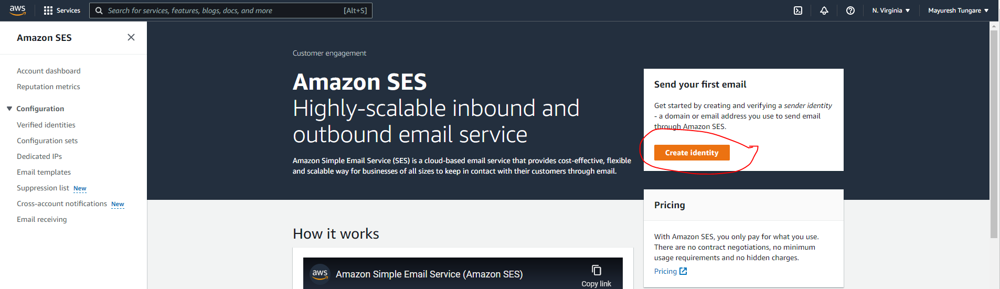 aws
Services
Search for services, features, blogs, docs, and more
[Alt+S]
N. Virginia
Mayuresh Tungare
Amazon SES
Account dashboard
Reputation metrics
Configuration
Verified identities
Configuration sets
Dedicated IPs
Email templates
Suppression list New
Cross-account notifications New
Email receiving
Customer engagement
Amazon SES
Highly-scalable inbound and
outbound email service
Amazon Simple Email Service (SES) is a cloud-based email service that provides cost-effective, flexible
and scalable way for businesses of all sizes to keep in contact with their customers through email.
Send your first email
Get started by creating and verifying a sender identity
- a domain or email address you use to send email
through Amazon SES.
Create identity
Pricing
With Amazon SES, you only pay for what you use.
There are no contract negotiations, no minimum
usage requirements and no hidden charges.
Pricing
How it works
aws
Amazon Simple Email Service (Amazon SES)
Copy link